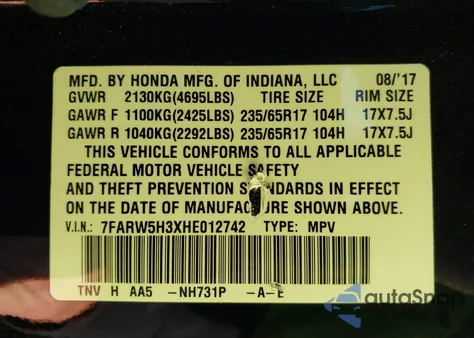 MFD. BY HONDA MFG. OF INDIANA, LLC 08/'17
GVWR 2130KG(4695LBS) TIRE SIZE RIM SIZE
GAWR F 1100KG(2425LBS) 235/65R17 104H 17X7.5J
GAWR R 1040KG(2292LBS) 235/65R17 104H 17X7.5J
THIS VEHICLE CONFORMS TO ALL APPLICABLE
FEDERAL MOTOR VEHICLE SAFETY
AND THEFT PREVENTION STANDARDS IN EFFECT
ON THE DATE OF MANUFACTURE SHOWN ABOVE.
V.I.N.: 7FARW5H3XHE012742 TYPE: MPV
TNV H AA5 -NH731P -A-E
autoSnap